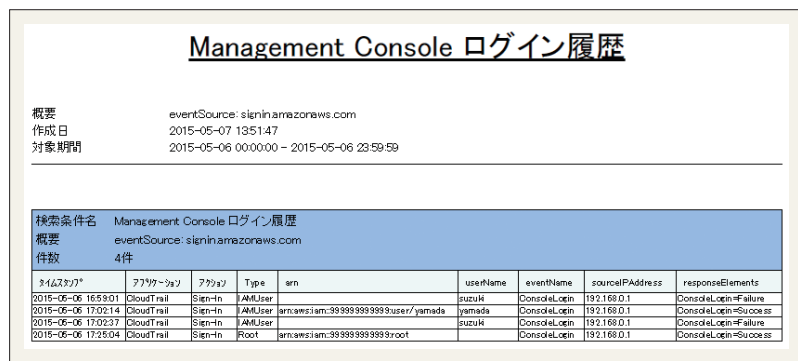 Management Console ログイン履歴
概要 eventSource: signin.amazonaws.com
作成日 2015-05-07 13:51:47
対象期間 2015-05-06 00:00:00 - 2015-05-06 23:59:59
検索条件名 Management Console ログイン履歴
概要 eventSource: signin.amazonaws.com
件数 4件
ﾀｲﾑｽﾀﾝﾌﾟ ｱﾌﾟﾘｹｰｼｮﾝ ｱｸｼｮﾝ Type arn userName eventName sourceIPAddress responseElements
2015-05-06 16:59:01 CloudTrail Sign-In IAMUser suzuki ConsoleLogin 192.168.0.1 ConsoleLogin=Failure
2015-05-06 17:02:14 CloudTrail Sign-In IAMUser arn:aws:iam::999999999999:user/yamada yamada ConsoleLogin 192.168.0.1 ConsoleLogin=Success
2015-05-06 17:02:37 CloudTrail Sign-In IAMUser suzuki ConsoleLogin 192.168.0.1 ConsoleLogin=Failure
2015-05-06 17:25:04 CloudTrail Sign-In Root arn:aws:iam::999999999999:root ConsoleLogin 192.168.0.1 ConsoleLogin=Success